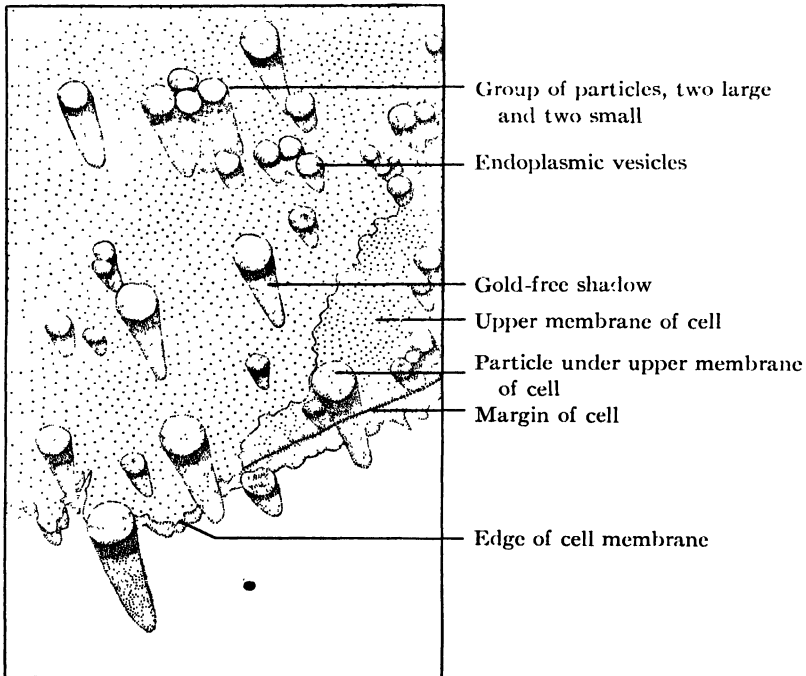 Group of particles, two large
and two small
Endoplasmic vesicles
Gold-free shadow
Upper membrane of cell
Particle under upper membrane
of cell
Margin of cell
Edge of cell membrane